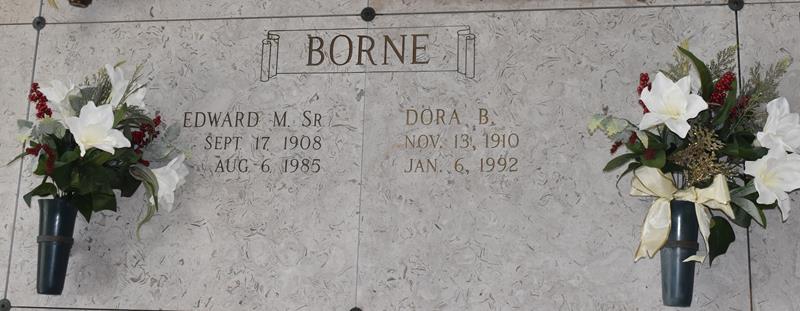 BORNE
EDWARD M. SR
SEPT 17 1908
AUG 6 1985
DORA B.
NOV. 13, 1910
JAN. 6, 1992